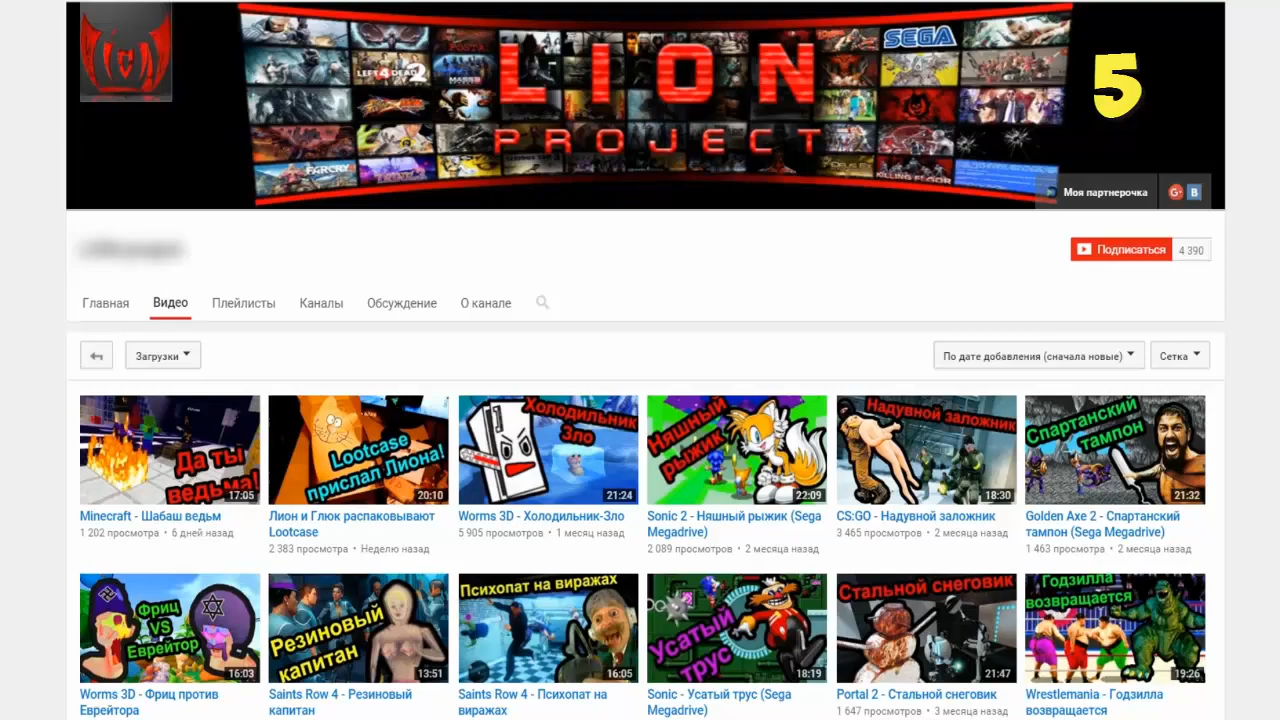 LION
PROJECT
SEGA
LEFT 4 DEAD 2
FARCRY
KILLING FLOOR
5
Моя партнерочка
G+ B
Подписаться 4 390
Главная Видео Плейлисты Каналы Обсуждение О канале
Загрузки По дате добавления (сначала новые) Сетка
Да ты
ведьма!
17:05
Lootcase
прислал Лиона!
20:10
Холодильник
Зло
21:24
Няшный
рыжик
22:09
Надувной заложник
18:30
Спартанский
тампон
21:32
Minecraft - Шабаш ведьм
1 202 просмотра • 6 дней назад
Лион и Глюк распаковывают
Lootcase
2 383 просмотра • Неделю назад
Worms 3D - Холодильник-Зло
5 905 просмотров • 1 месяц назад
Sonic 2 - Няшный рыжик (Sega
Megadrive)
2 089 просмотров • 2 месяца назад
CS:GO - Надувной заложник
3 465 просмотров • 2 месяца назад
Golden Axe 2 - Спартанский
тампон (Sega Megadrive)
1 463 просмотра • 2 месяца назад
Фриц
VS
Еврейтор
16:03
Резиновый
капитан
13:51
Психопат на виражах
16:05
Усатый
трус
18:19
Стальной снеговик
21:47
Годзилла
возвращается
19:26
Worms 3D - Фриц против
Еврейтора
Saints Row 4 - Резиновый
капитан
Saints Row 4 - Психопат на
виражах
Sonic - Усатый трус (Sega
Megadrive)
Portal 2 - Стальной снеговик
1 647 просмотров • 3 месяца назад
Wrestlemania - Годзилла
возвращается